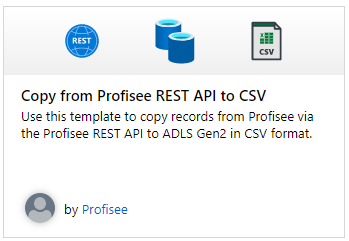 REST
CSV
Copy from Profisee REST API to CSV
Use this template to copy records from Profisee via
the Profisee REST API to ADLS Gen2 in CSV format.
by Profisee